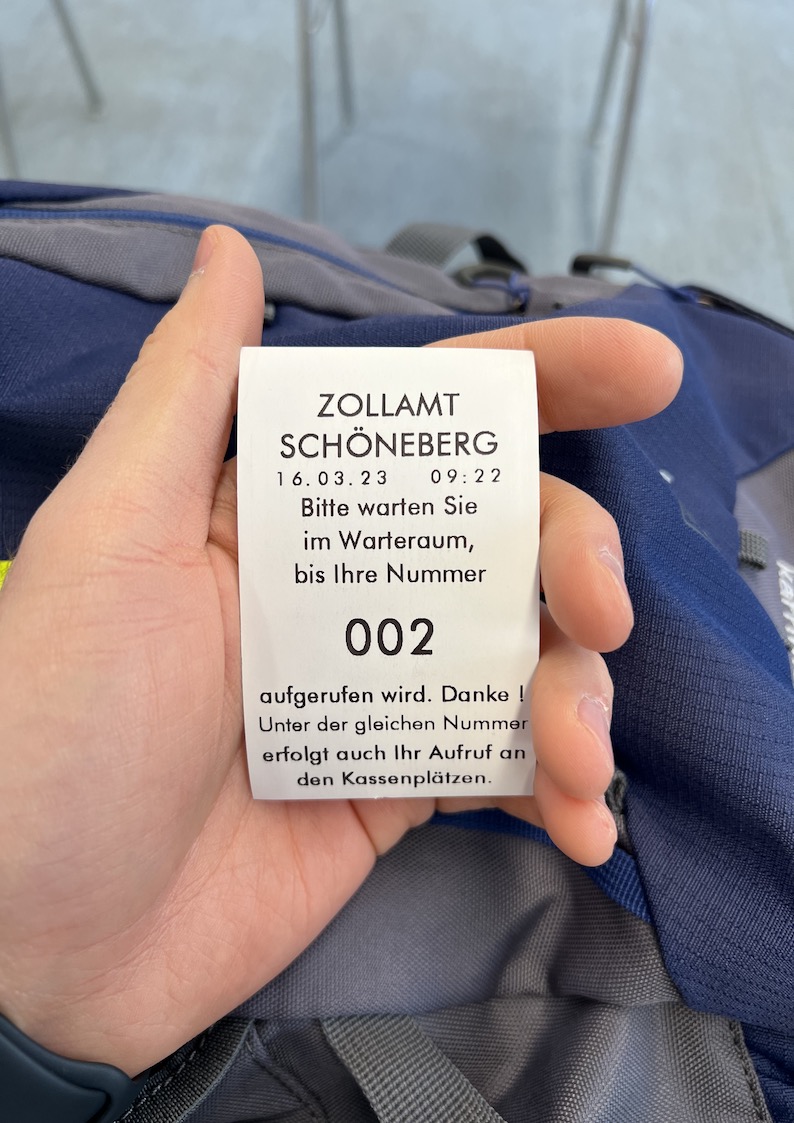 ZOLLAMT
SCHÖNEBERG
16.03.23 09:22
Bitte warten Sie
im Warteraum,
bis Ihre Nummer
002
aufgerufen wird. Danke !
Unter der gleichen Nummer
erfolgt auch Ihr Aufruf an
den Kassenplätzen.